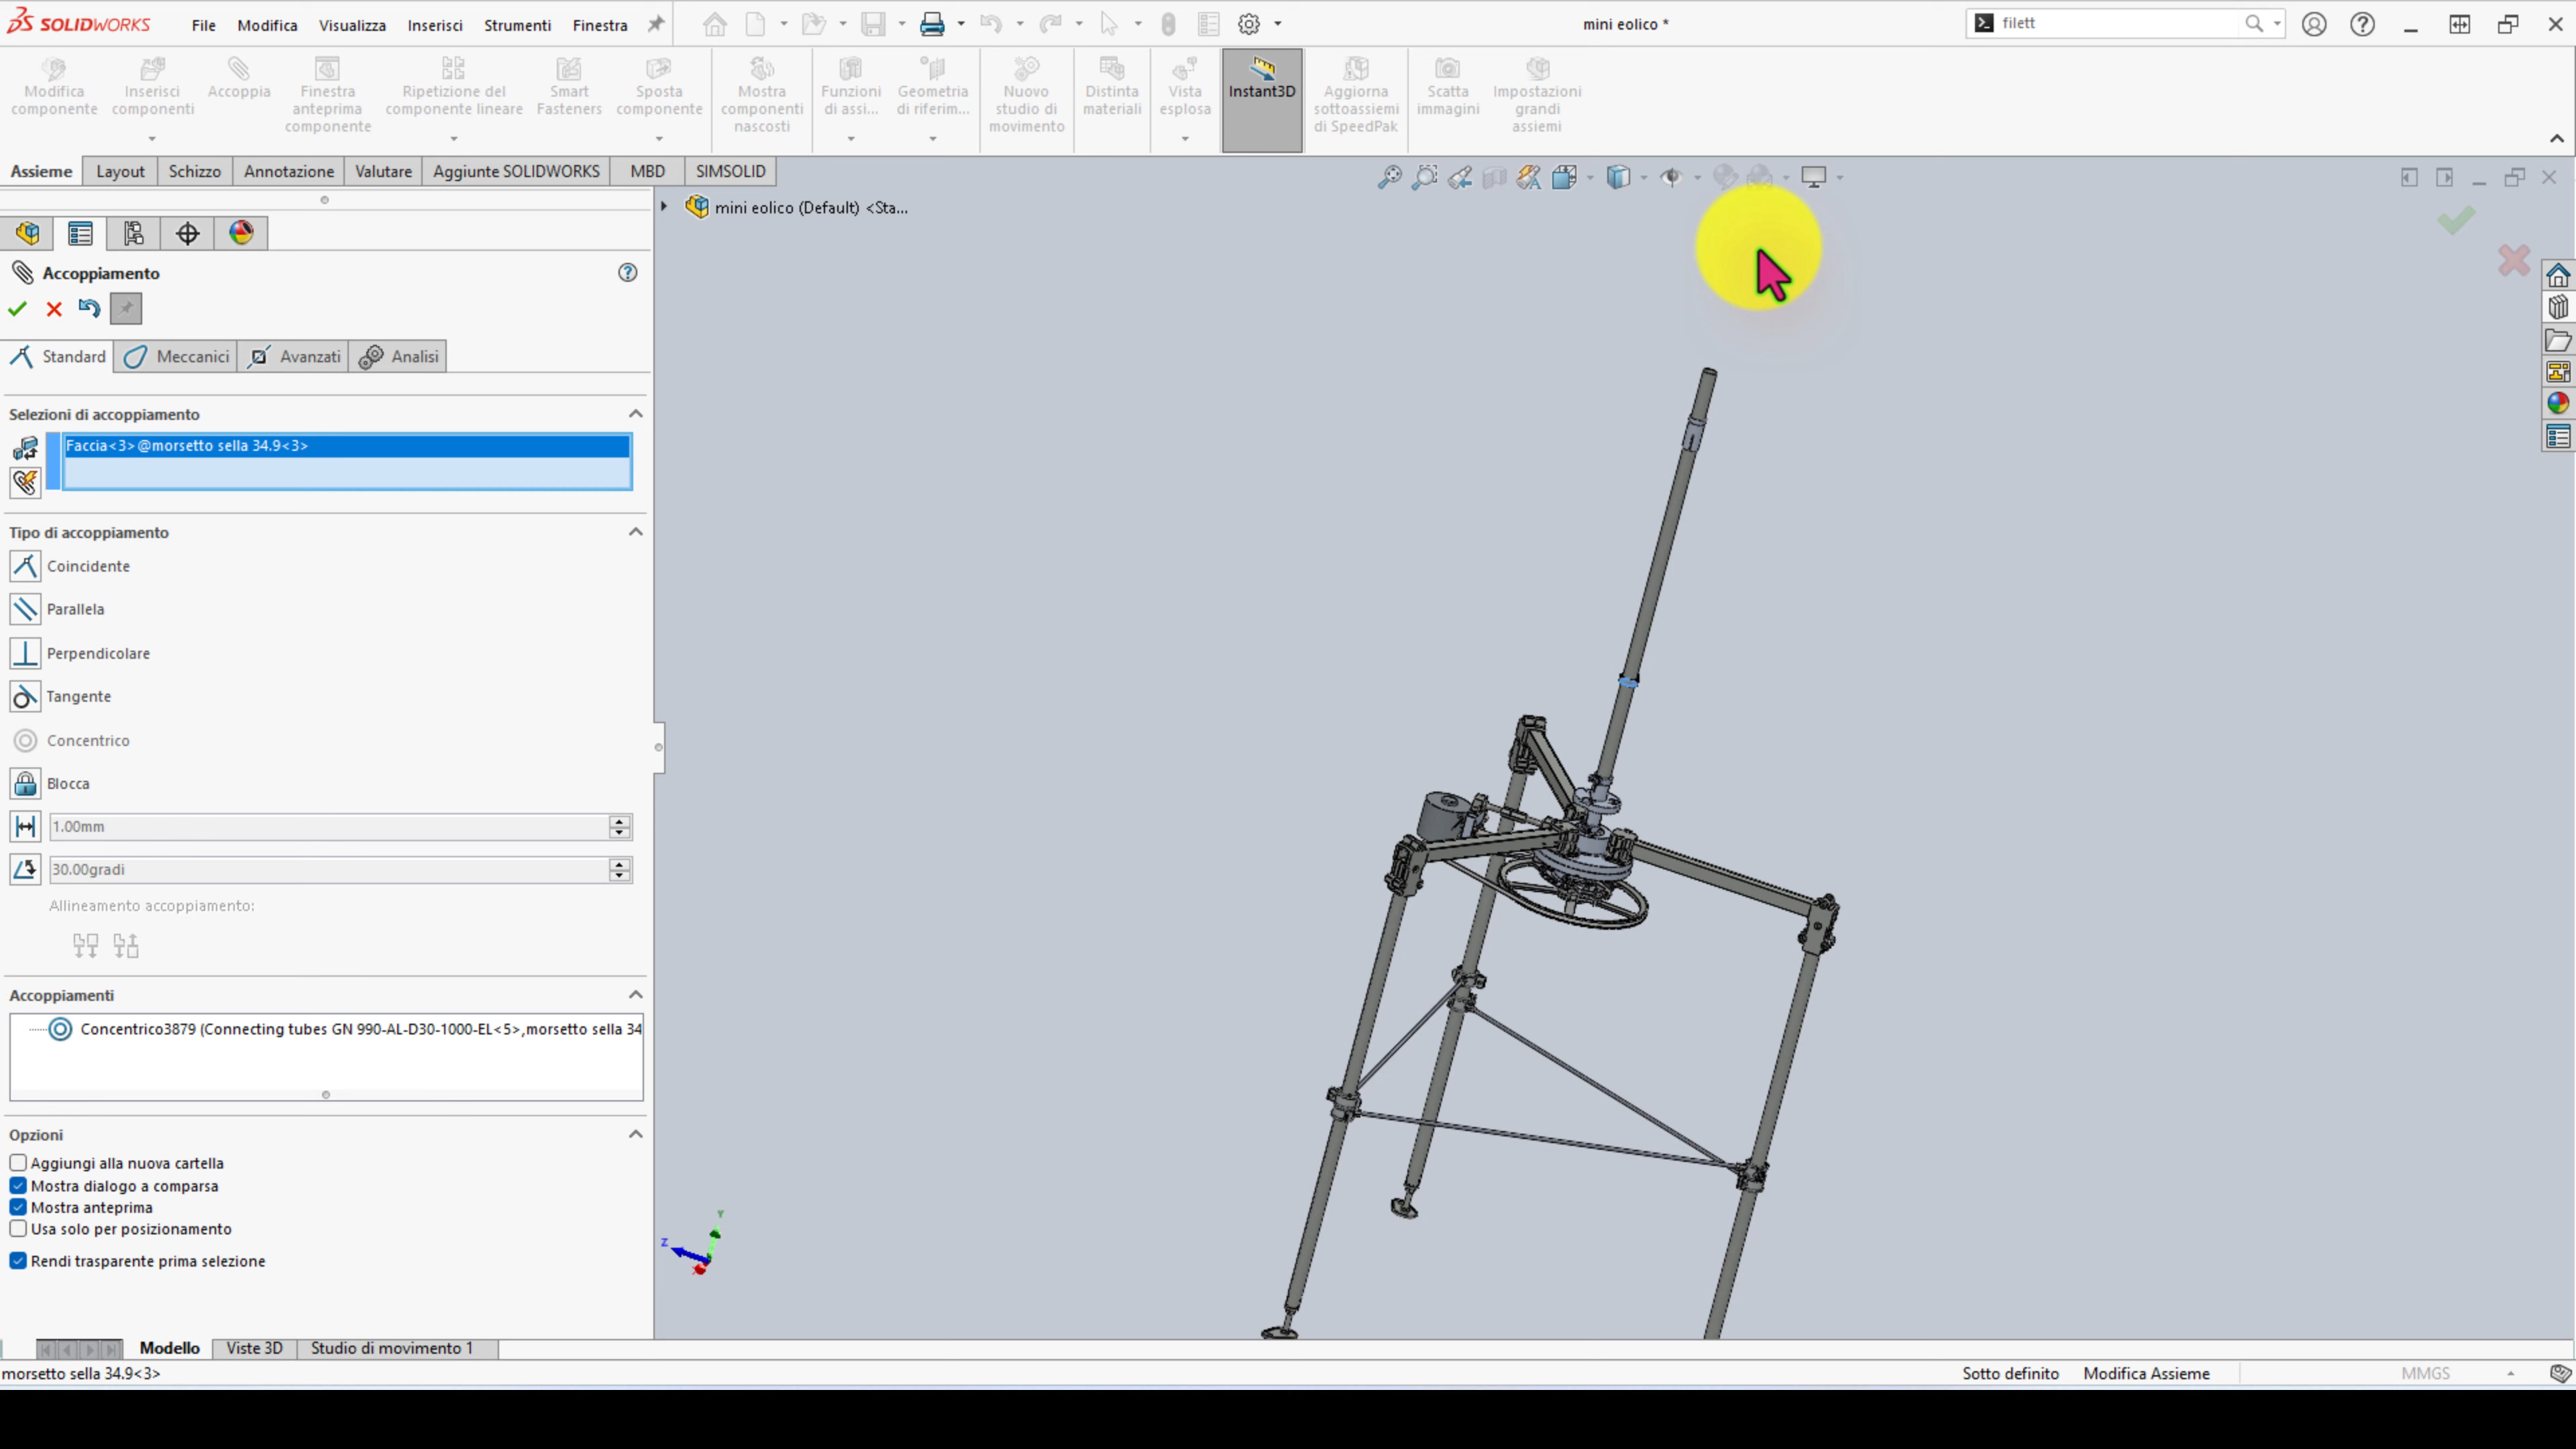 SOLIDWORKS File Modifica Visualizza Inserisci Strumenti Finestra mini eolico * filett
Modifica componente
Inserisci componenti
Accoppia
Finestra anteprima componente
Ripetizione del componente lineare
Smart Fasteners
Sposta componente
Mostra componenti nascosti
Funzioni di assi...
Geometria di riferim...
Nuovo studio di movimento
Distinta materiali
Vista esplosa
Instant3D
Aggiorna sottoassiemi di SpeedPak
Scatta immagini
Impostazioni grandi assiemi
Assieme Layout Schizzo Annotazione Valutare Aggiunte SOLIDWORKS MBD SIMSOLID
mini eolico (Default) <Sta...
Accoppiamento
Standard Meccanici Avanzati Analisi
Selezioni di accoppiamento
Faccia<3>@morsetto sella 34.9<3>
Tipo di accoppiamento
Coincidente
Parallela
Perpendicolare
Tangente
Concentrico
Blocca
1.00mm
30.00gradi
Allineamento accoppiamento:
Accoppiamenti
Concentrico3879 (Connecting tubes GN 990-AL-D30-1000-EL<5>,morsetto sella 34
Opzioni
Aggiungi alla nuova cartella
Mostra dialogo a comparsa
Mostra anteprima
Usa solo per posizionamento
Rendi trasparente prima selezione
Y
Z
Modello Viste 3D Studio di movimento 1
morsetto sella 34.9<3> Sotto definito Modifica Assieme MMGS